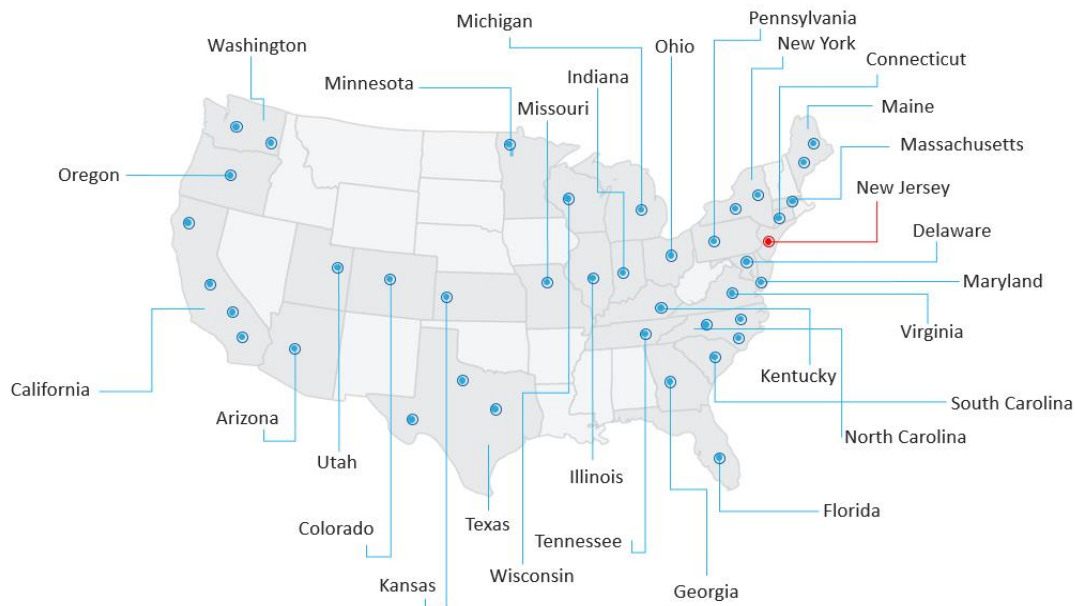 Pennsylvania
Michigan
New York
Washington
Ohio
Connecticut
Indiana
Minnesota
Missouri
Maine
Massachusetts
Oregon
New Jersey
Delaware
Maryland
Virginia
Kentucky
California
South Carolina
Arizona
North Carolina
Utah
Illinois
Florida
Texas
Colorado
Tennessee
Wisconsin
Kansas
Georgia